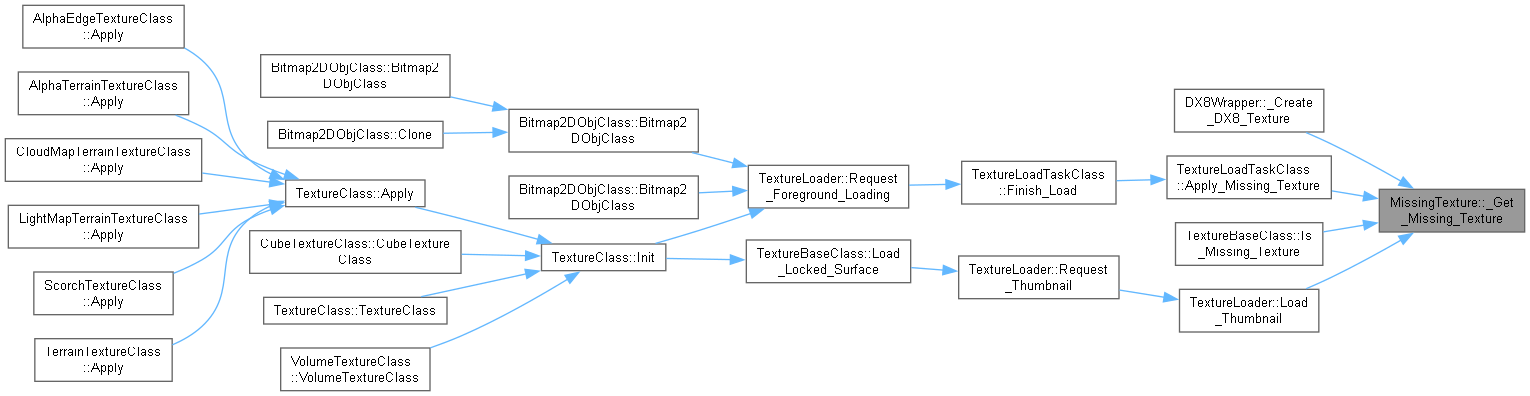 AlphaEdgeTextureClass
::Apply
AlphaTerrainTextureClass
::Apply
CloudMapTerrainTextureClass
::Apply
LightMapTerrainTextureClass
::Apply
ScorchTextureClass
::Apply
TerrainTextureClass
::Apply
Bitmap2DObjClass::Bitmap2
DObjClass
Bitmap2DObjClass::Clone
TextureClass::Apply
CubeTextureClass::CubeTexture
Class
TextureClass::TextureClass
VolumeTextureClass
::VolumeTextureClass
Bitmap2DObjClass::Bitmap2
DObjClass
Bitmap2DObjClass::Bitmap2
DObjClass
TextureClass::Init
TextureLoader::Request
_Foreground_Loading
TextureBaseClass::Load
_Locked_Surface
TextureLoadTaskClass
::Finish_Load
TextureLoader::Request
_Thumbnail
DX8Wrapper::_Create
_DX8_Texture
TextureLoadTaskClass
::Apply_Missing_Texture
TextureBaseClass::Is
_Missing_Texture
TextureLoader::Load
_Thumbnail
MissingTexture::_Get
_Missing_Texture